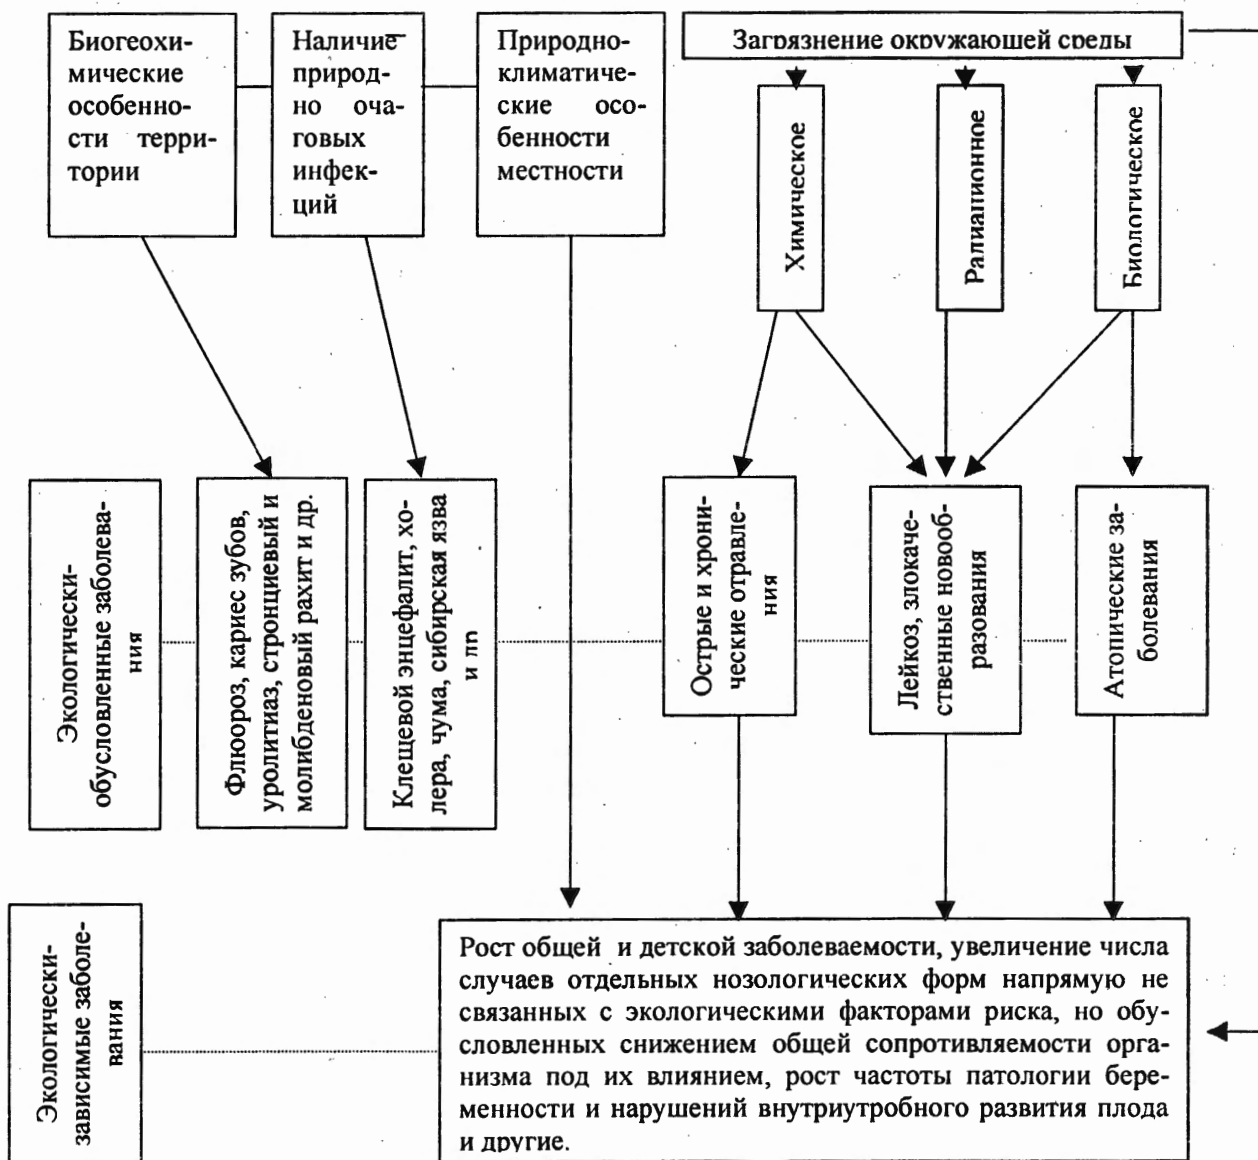 Биогеохи-
мические
особенно-
сти терри-
тории
Наличие
природ-
но оча-
говых
инфек-
ций
Природно-
климатиче-
ские осо-
бенности
местности
Загрязнение окружающей среды
Химическое
Радиационное
Биологическое
Экологически-
обусловленные заболева-
ния
Флюороз, кариес зубов,
уролитиаз, стронциевый и
молибденовый рахит и др.
Клещевой энцефалит, хо-
лера, чума, сибирская язва
и др
Острые и хрони-
ческие отравле-
ния
Лейкоз, злокаче-
ственные новооб-
разования
Атопические за-
болевания
Экологически-
зависимые заболе-
вания
Рост общей и детской заболеваемости, увеличение числа
случаев отдельных нозологических форм напрямую не
связанных с экологическими факторами риска, но обу-
словленных снижением общей сопротивляемости орга-
низма под их влиянием, рост частоты патологии бере-
менности и нарушений внутриутробного развития плода
и другие.